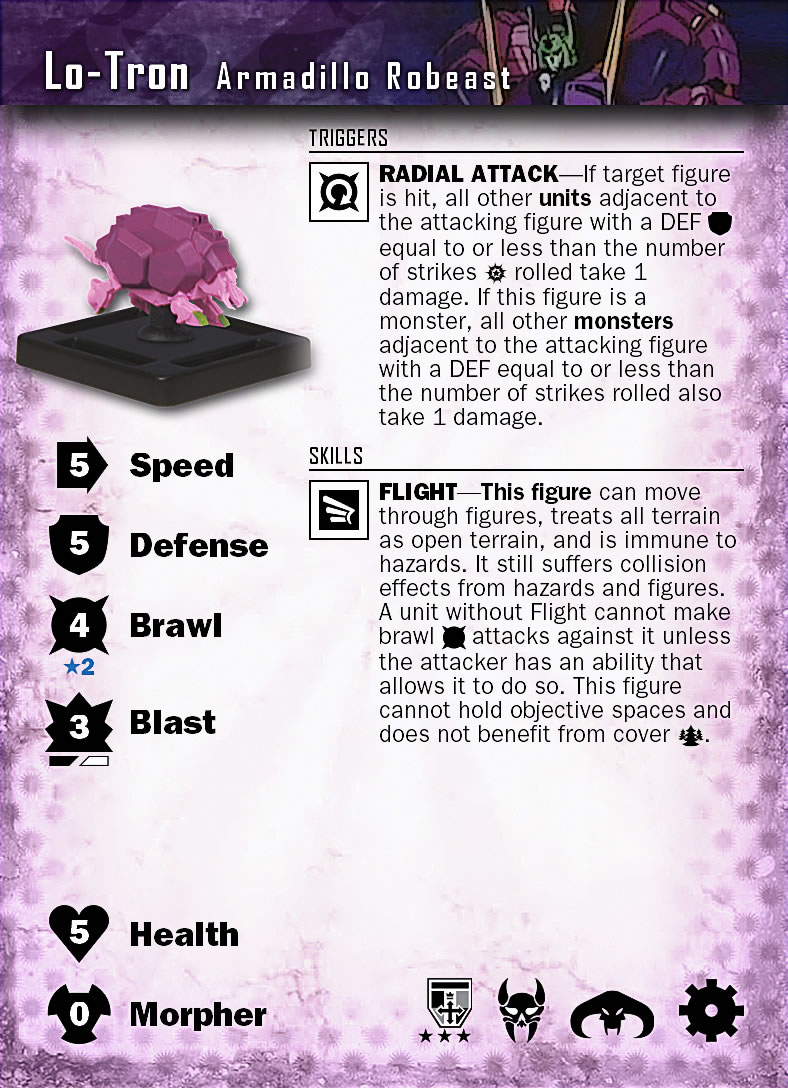 Lo-Tron Armadillo Robeast
TRIGGERS
RADIAL ATTACK—If target figure
is hit, all other units adjacent to
the attacking figure with a DEF
equal to or less than the number
of strikes rolled take 1
damage. If this figure is a
monster, all other monsters
adjacent to the attacking figure
with a DEF equal to or less than
the number of strikes rolled also
take 1 damage.
SKILLS
FLIGHT—This figure can move
through figures, treats all terrain
as open terrain, and is immune to
hazards. It still suffers collision
effects from hazards and figures.
A unit without Flight cannot make
brawl attacks against it unless
the attacker has an ability that
allows it to do so. This figure
cannot hold objective spaces and
does not benefit from cover .
5 Speed
5 Defense
4 Brawl
★2
3 Blast
5 Health
0 Morpher
★★★